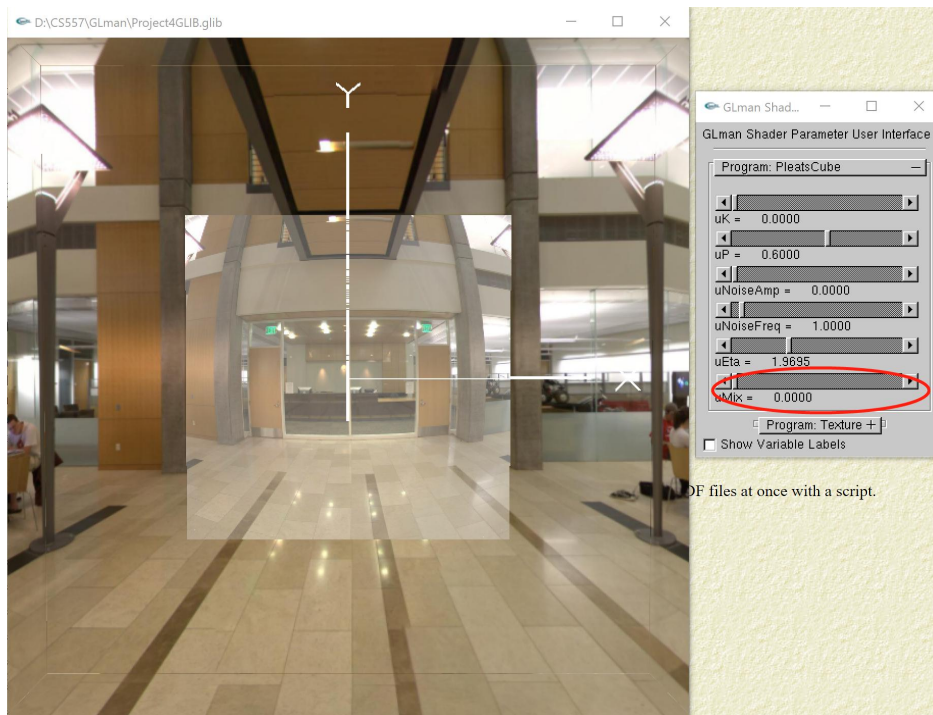 D:\CS557\GLman\Project4GLIB.glib
Y
X
GLman Shad...
GLman Shader Parameter User Interface
Program: PleatsCube
uK = 0.0000
uP = 0.6000
uNoiseAmp = 0.0000
uNoiseFreq = 1.0000
uEta = 1.9695
uMix = 0.0000
Program: Texture +
Show Variable Labels
DF files at once with a script.